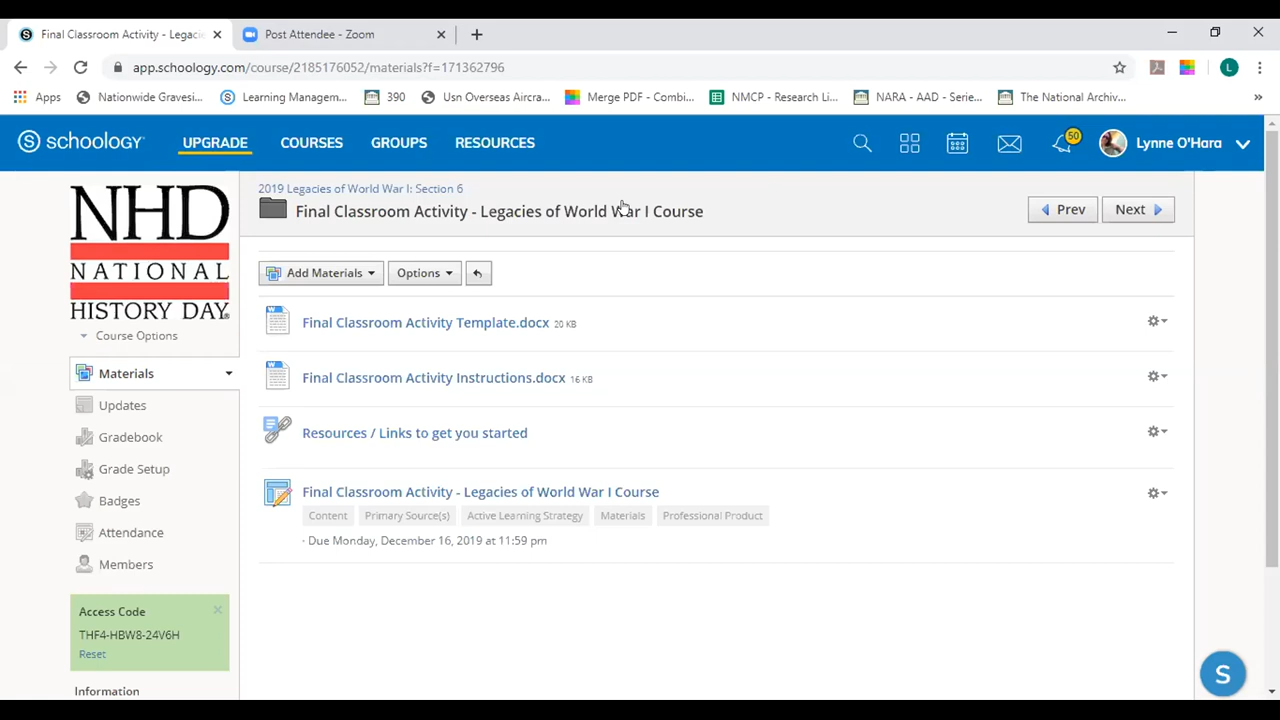 Final Classroom Activity - Legaci
Post Attendee - Zoom
app.schoology.com/course/2185176052/materials?f=171362796
Apps
Nationwide Gravesi...
Learning Managem...
390
Usn Overseas Aircra...
Merge PDF - Combi...
NMCP - Research Li...
NARA - AAD - Serie...
The National Archiv...
»
L
S schoology
UPGRADE
COURSES
GROUPS
RESOURCES
50
Lynne O'Hara
NHD
NATIONAL
HISTORY DAY®
Course Options
Materials
Updates
Gradebook
Grade Setup
Badges
Attendance
Members
Access Code
THF4-HBW8-24V6H
Reset
Information
2019 Legacies of World War I: Section 6
Final Classroom Activity - Legacies of World War I Course
Prev
Next
Add Materials
Options
Final Classroom Activity Template.docx 20 KB
Final Classroom Activity Instructions.docx 16 KB
Resources / Links to get you started
Final Classroom Activity - Legacies of World War I Course
Content
Primary Source(s)
Active Learning Strategy
Materials
Professional Product
· Due Monday, December 16, 2019 at 11:59 pm
S